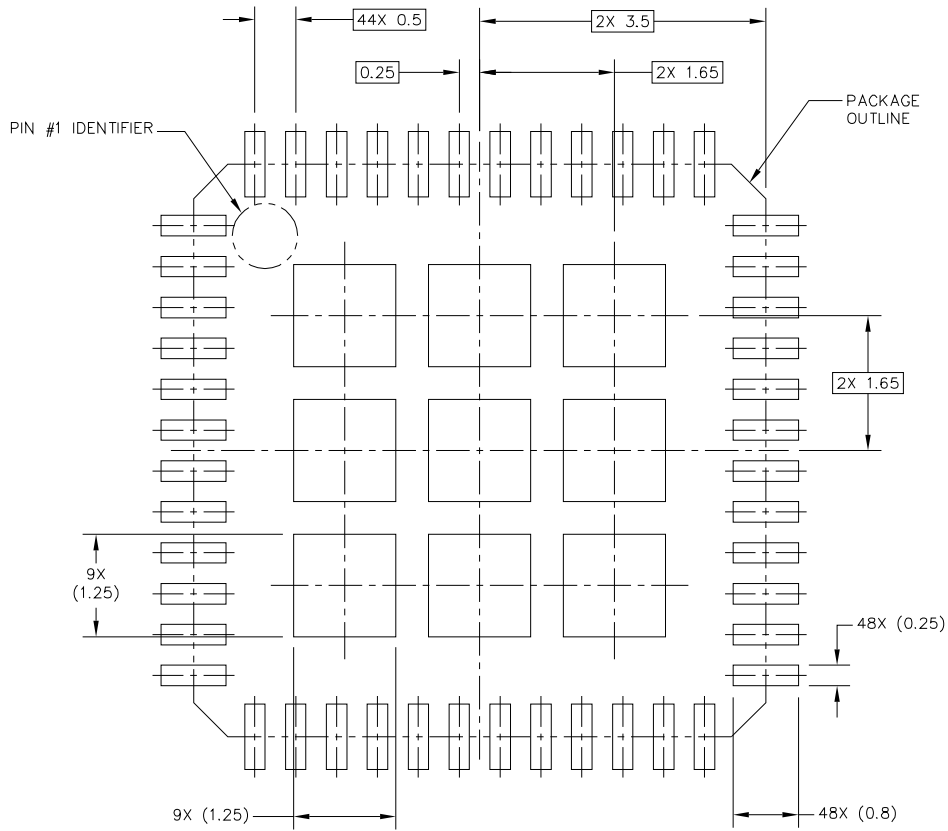 44X 0.5
2X 3.5
0.25
2X 1.65
PIN #1 IDENTIFIER
PACKAGE
OUTLINE
2X 1.65
9X
(1.25)
48X (0.25)
9X (1.25)
48X (0.8)